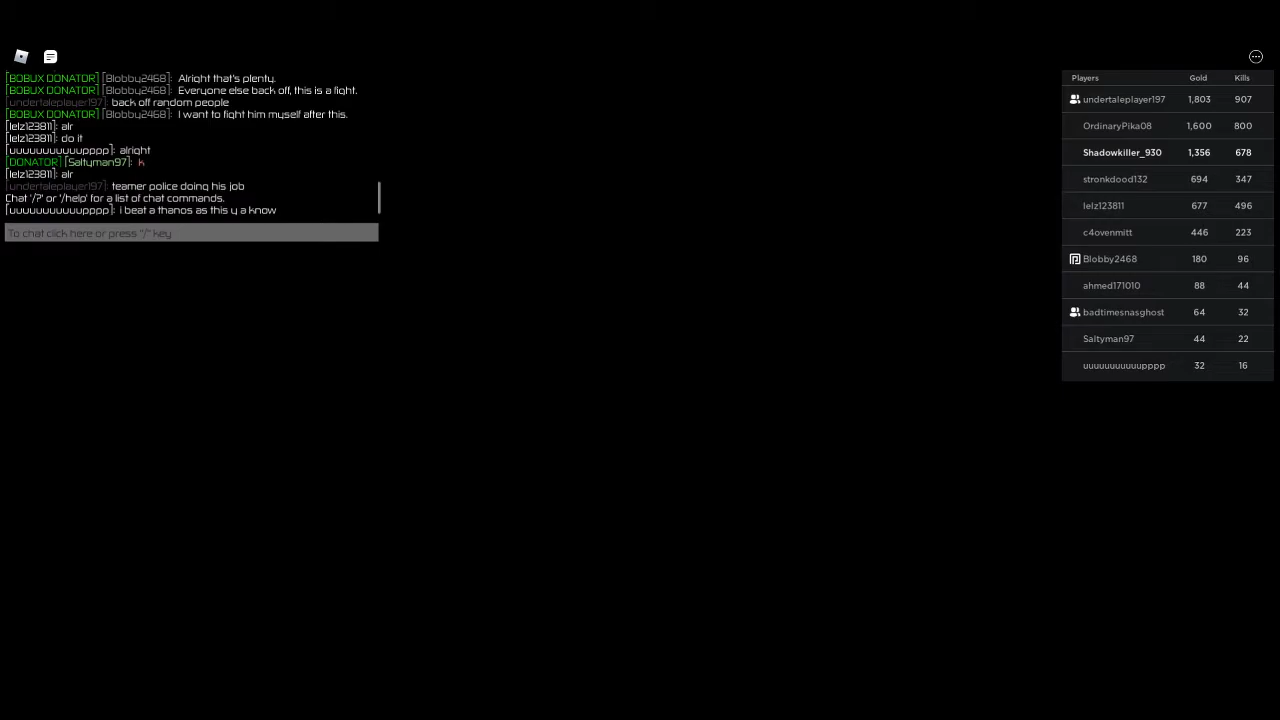 [BOBUX DONATOR] [Blobby2468]: Alright that's plenty.
[BOBUX DONATOR] [Blobby2468]: Everyone else back off, this is a fight.
[undertaleplayer197]: back off random people
[BOBUX DONATOR] [Blobby2468]: I want to fight him myself after this.
[lelz123811]: alr
[lelz123811]: do it
[uuuuuuuuuupppp]: alright
[DONATOR] [Saltyman97]: k
[lelz123811]: alr
[undertaleplayer197]: teamer police doing his job
Chat '/?' or '/help' for a list of chat commands.
[uuuuuuuuuupppp]: i beat a thanos as this y a know
To chat click here or press "/" key
Players Gold Kills
undertaleplayer197 1,803 907
OrdinaryPika08 1,600 800
Shadowkiller_930 1,356 678
stronkdood132 694 347
lelz123811 677 496
c4ovenmitt 446 223
Blobby2468 180 96
ahmed171010 88 44
badtimesnasghost 64 32
Saltyman97 44 22
uuuuuuuuuupppp 32 16